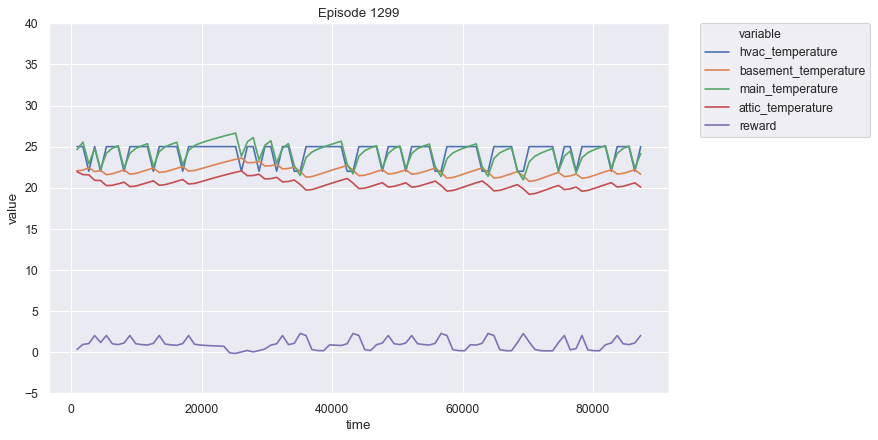 Episode 1299
40
35
30
25
20
15
10
5
0
−5
value
0
20000
40000
60000
80000
time
variable
hvac_temperature
basement_temperature
main_temperature
attic_temperature
reward